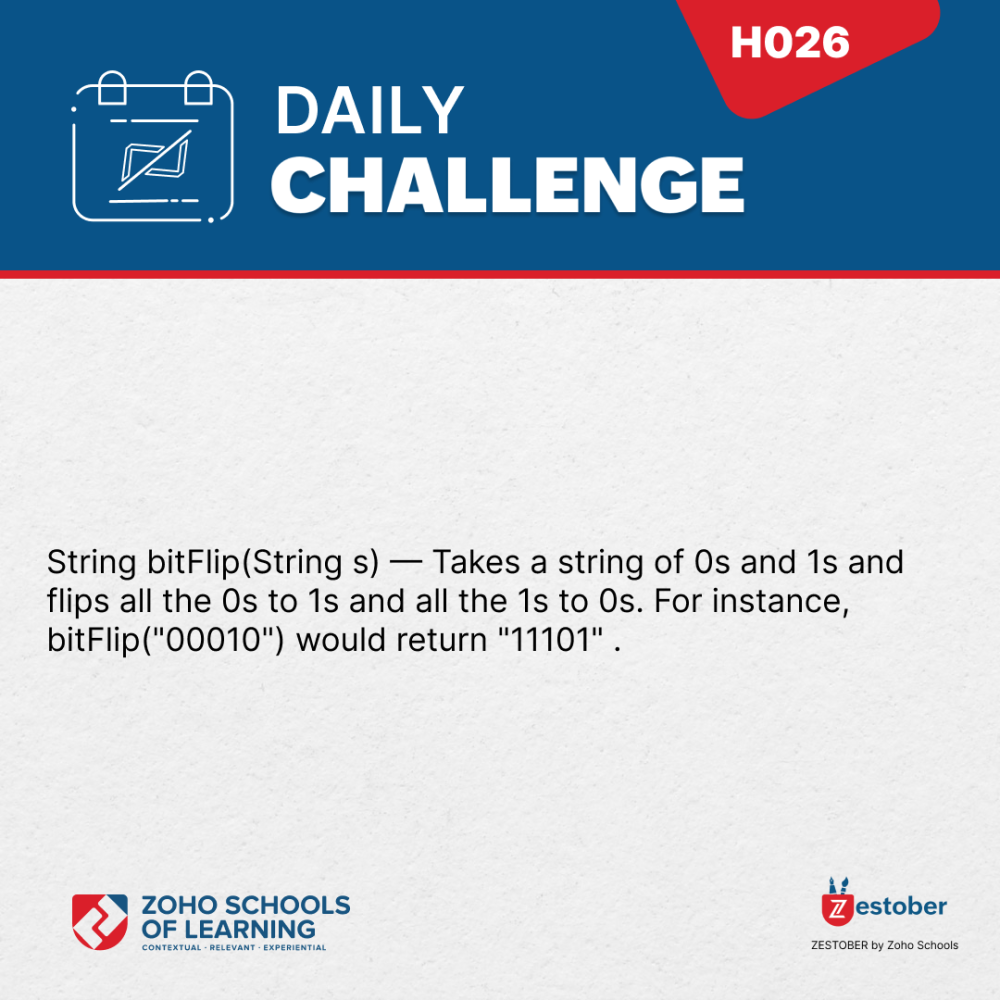 H026
DAILY
CHALLENGE
String bitFlip(String s) — Takes a string of 0s and 1s and
flips all the 0s to 1s and all the 1s to 0s. For instance,
bitFlip("00010") would return "11101" .
ZOHO SCHOOLS
OF LEARNING
CONTEXTUAL · RELEVANT · EXPERIENTIAL
Zestober
ZESTOBER by Zoho Schools